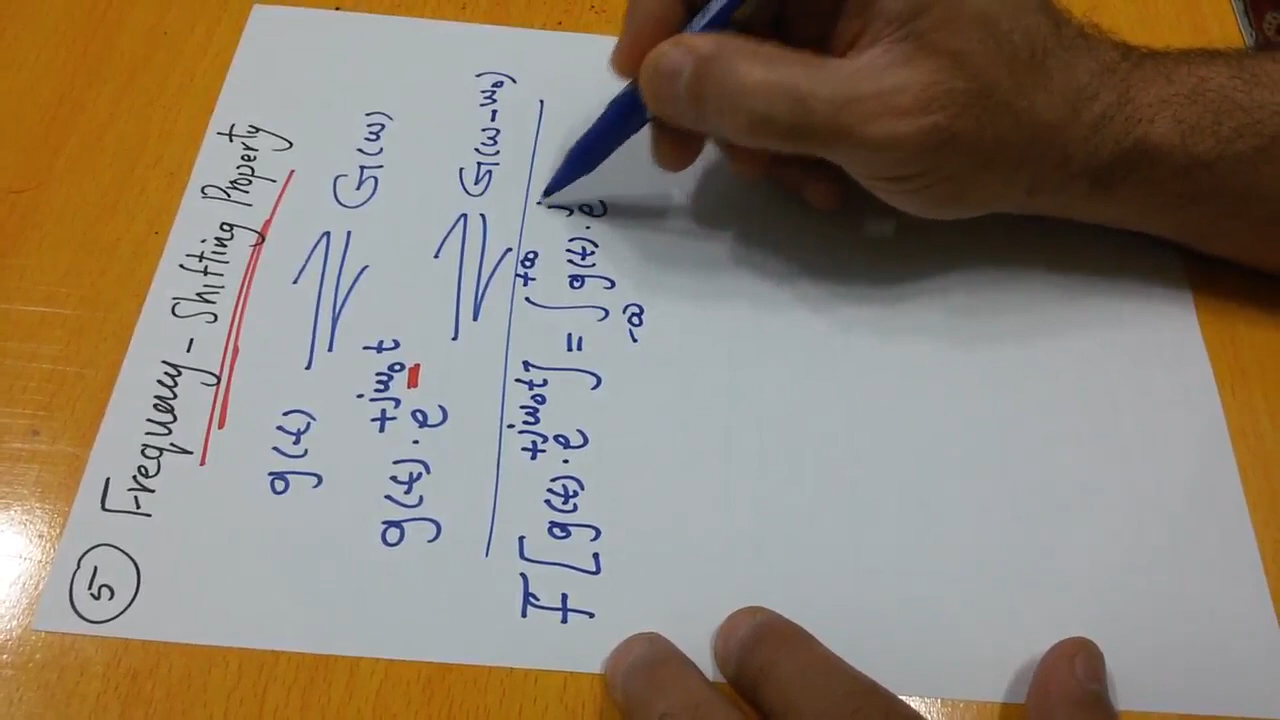 ⑤ Frequency - Shifting Property
g(t) ⇌ G(ω)
g(t) · e^{+jω₀t} ⇌ G(ω-ω₀)
F[g(t) · e^{+jω₀t}] = ∫_{-∞}^{+∞} g(t) · e^{j